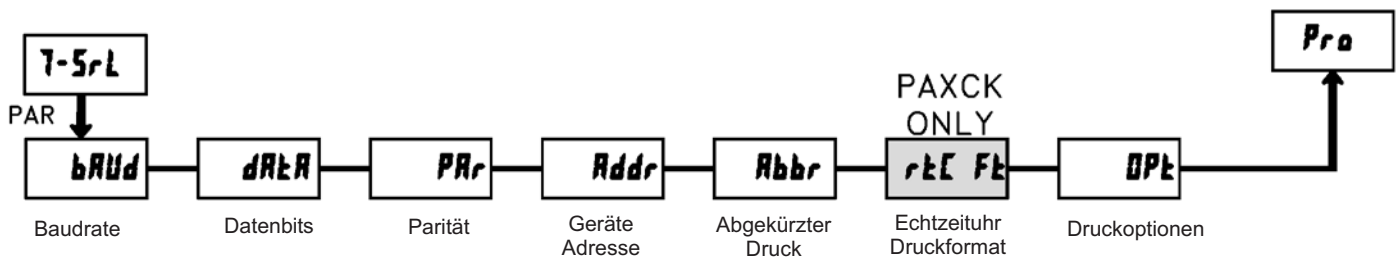 7-SrL
Pro
PAR
PAXCK
ONLY
bAUd
dAtA
PAr
Addr
Abbr
rtC Ft
OPt
Baudrate
Datenbits
Parität
Geräte
Adresse
Abgekürzter
Druck
Echtzeituhr
Druckformat
Druckoptionen